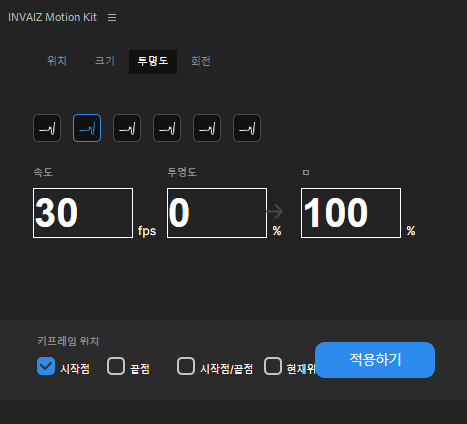 INVAIZ Motion Kit ☰
위치 크기 투명도 회전
속도 투명도 ㅁ
30 fps 0 % → 100 %
키프레임 위치
시작점 끝점 시작점/끝점 현재위 적용하기